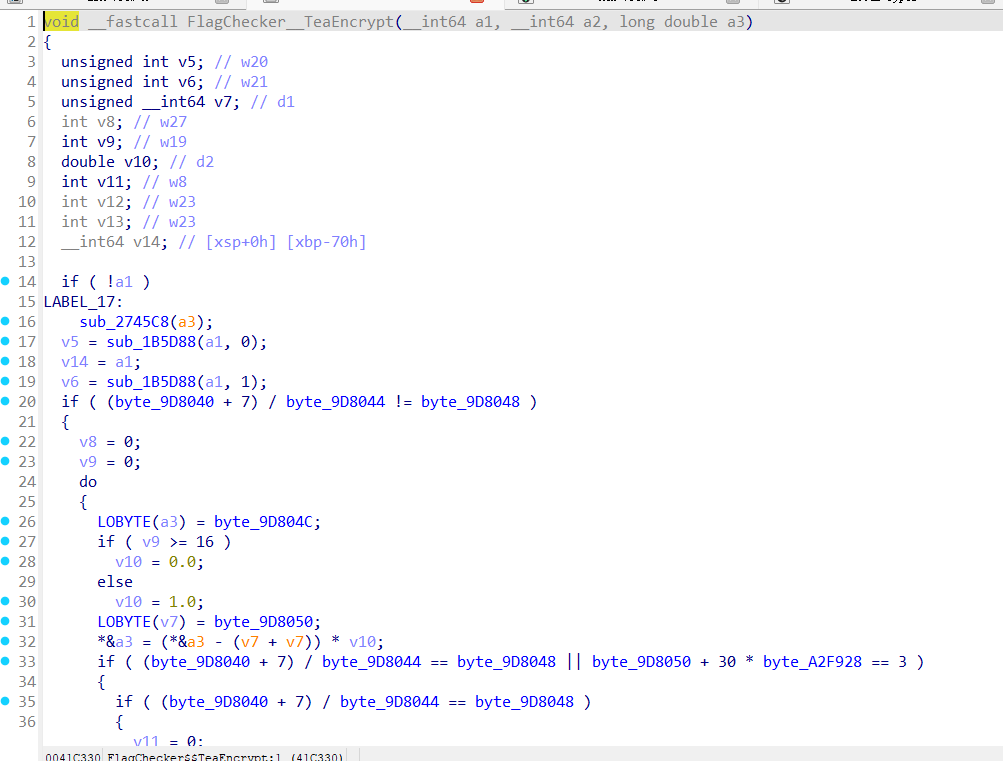 1 void __fastcall FlagChecker__TeaEncrypt(__int64 a1, __int64 a2, long double a3)
2 {
3 unsigned int v5; // w20
4 unsigned int v6; // w21
5 unsigned __int64 v7; // d1
6 int v8; // w27
7 int v9; // w19
8 double v10; // d2
9 int v11; // w8
10 int v12; // w23
11 int v13; // w23
12 __int64 v14; // [xsp+0h] [xbp-70h]
13
14 if ( !a1 )
15 LABEL_17:
16 sub_2745C8(a3);
17 v5 = sub_1B5D88(a1, 0);
18 v14 = a1;
19 v6 = sub_1B5D88(a1, 1);
20 if ( (byte_9D8040 + 7) / byte_9D8044 != byte_9D8048 )
21 {
22 v8 = 0;
23 v9 = 0;
24 do
25 {
26 LOBYTE(a3) = byte_9D804C;
27 if ( v9 >= 16 )
28 v10 = 0.0;
29 else
30 v10 = 1.0;
31 LOBYTE(v7) = byte_9D8050;
32 *&a3 = (*&a3 - (v7 + v7)) * v10;
33 if ( (byte_9D8040 + 7) / byte_9D8044 == byte_9D8048 || byte_9D8050 + 30 * byte_A2F928 == 3 )
34 {
35 if ( (byte_9D8040 + 7) / byte_9D8044 == byte_9D8048 )
36 {
v11 = 0;
0041C330 FlagChecker$$TeaEncrypt:1 (41C330)